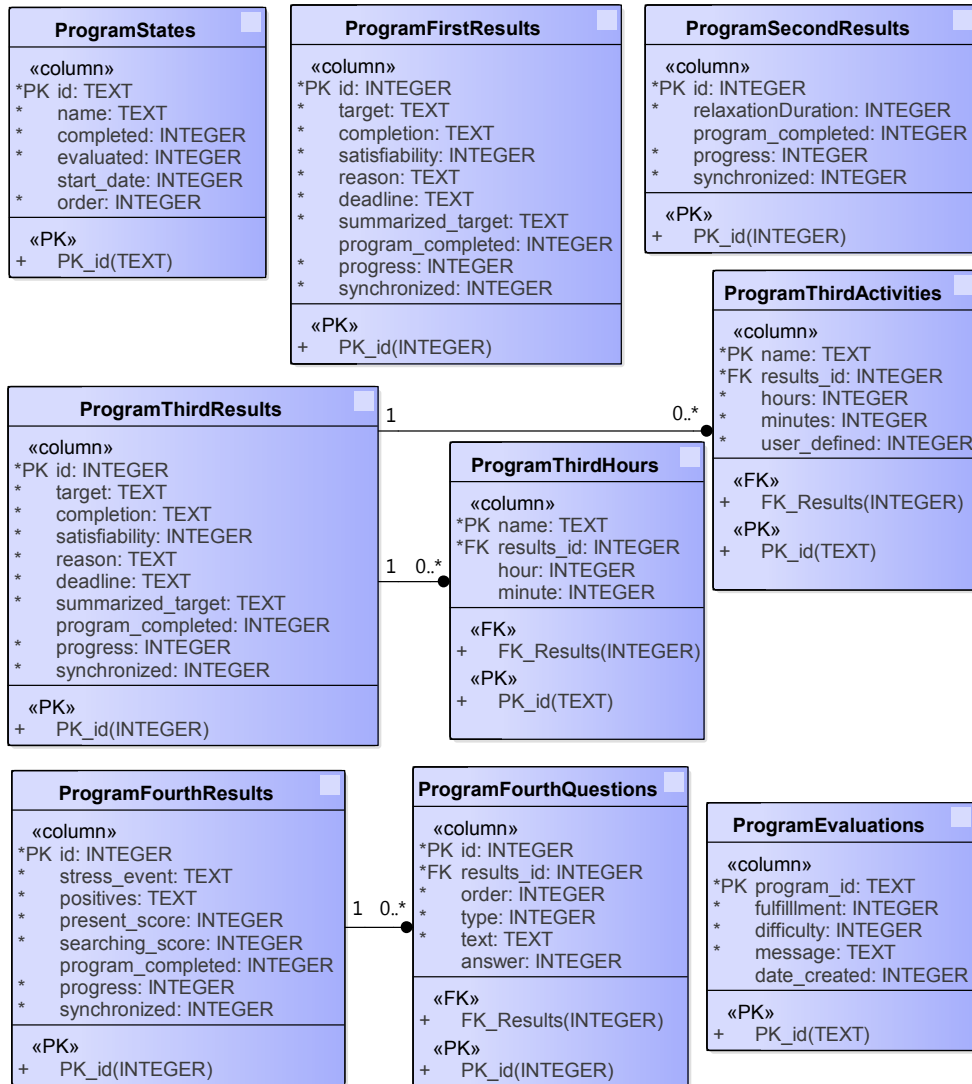 ProgramStates
«column»
*PK id: TEXT
* name: TEXT
* completed: INTEGER
* evaluated: INTEGER
start_date: INTEGER
* order: INTEGER
«PK»
+ PK_id(TEXT)
ProgramFirstResults
«column»
*PK id: INTEGER
* target: TEXT
* completion: TEXT
* satisfiability: INTEGER
* reason: TEXT
* deadline: TEXT
* summarized_target: TEXT
program_completed: INTEGER
* progress: INTEGER
* synchronized: INTEGER
«PK»
+ PK_id(INTEGER)
ProgramSecondResults
«column»
*PK id: INTEGER
* relaxationDuration: INTEGER
program_completed: INTEGER
* progress: INTEGER
* synchronized: INTEGER
«PK»
+ PK_id(INTEGER)
ProgramThirdActivities
«column»
*PK name: TEXT
*FK results_id: INTEGER
* hours: INTEGER
* minutes: INTEGER
* user_defined: INTEGER
«FK»
+ FK_Results(INTEGER)
«PK»
+ PK_id(TEXT)
ProgramThirdResults
«column»
*PK id: INTEGER
* target: TEXT
* completion: TEXT
* satisfiability: INTEGER
* reason: TEXT
* deadline: TEXT
* summarized_target: TEXT
program_completed: INTEGER
* progress: INTEGER
* synchronized: INTEGER
«PK»
+ PK_id(INTEGER)
1 0..*
1 0..*
ProgramThirdHours
«column»
*PK name: TEXT
*FK results_id: INTEGER
hour: INTEGER
minute: INTEGER
«FK»
+ FK_Results(INTEGER)
«PK»
+ PK_id(TEXT)
ProgramFourthResults
«column»
*PK id: INTEGER
* stress_event: TEXT
* positives: TEXT
* present_score: INTEGER
* searching_score: INTEGER
program_completed: INTEGER
* progress: INTEGER
* synchronized: INTEGER
«PK»
+ PK_id(INTEGER)
1 0..*
ProgramFourthQuestions
«column»
*PK id: INTEGER
*FK results_id: INTEGER
* order: INTEGER
* type: INTEGER
* text: TEXT
answer: INTEGER
«FK»
+ FK_Results(INTEGER)
«PK»
+ PK_id(INTEGER)
ProgramEvaluations
«column»
*PK program_id: TEXT
* fulfilllment: INTEGER
* difficulty: INTEGER
* message: TEXT
date_created: INTEGER
«PK»
+ PK_id(TEXT)